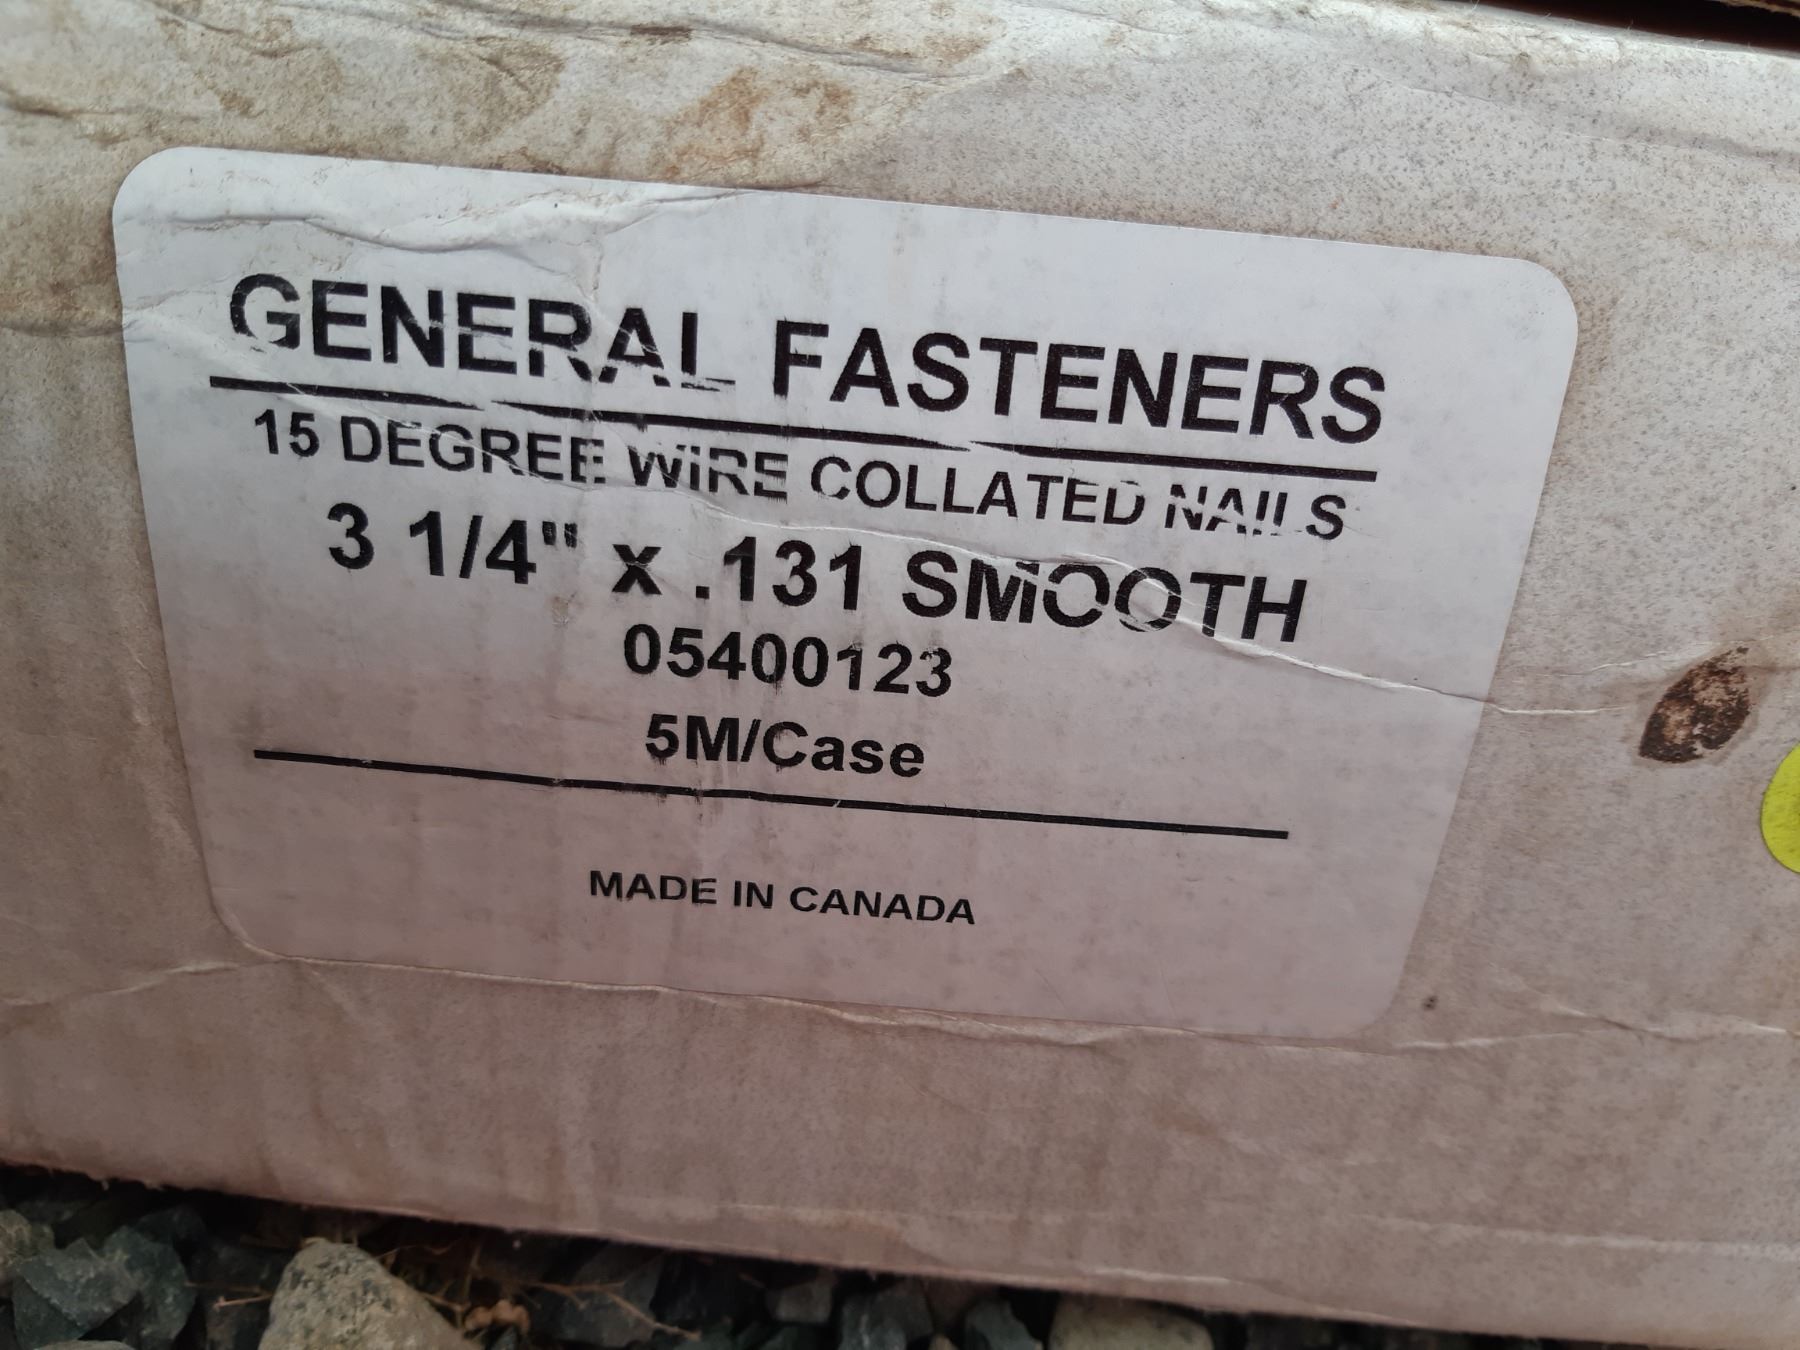 GENERAL FASTENERS
15 DEGREE WIRE COLLATED NAILS
3 1/4" x .131 SMOOTH
05400123
5M/Case
MADE IN CANADA